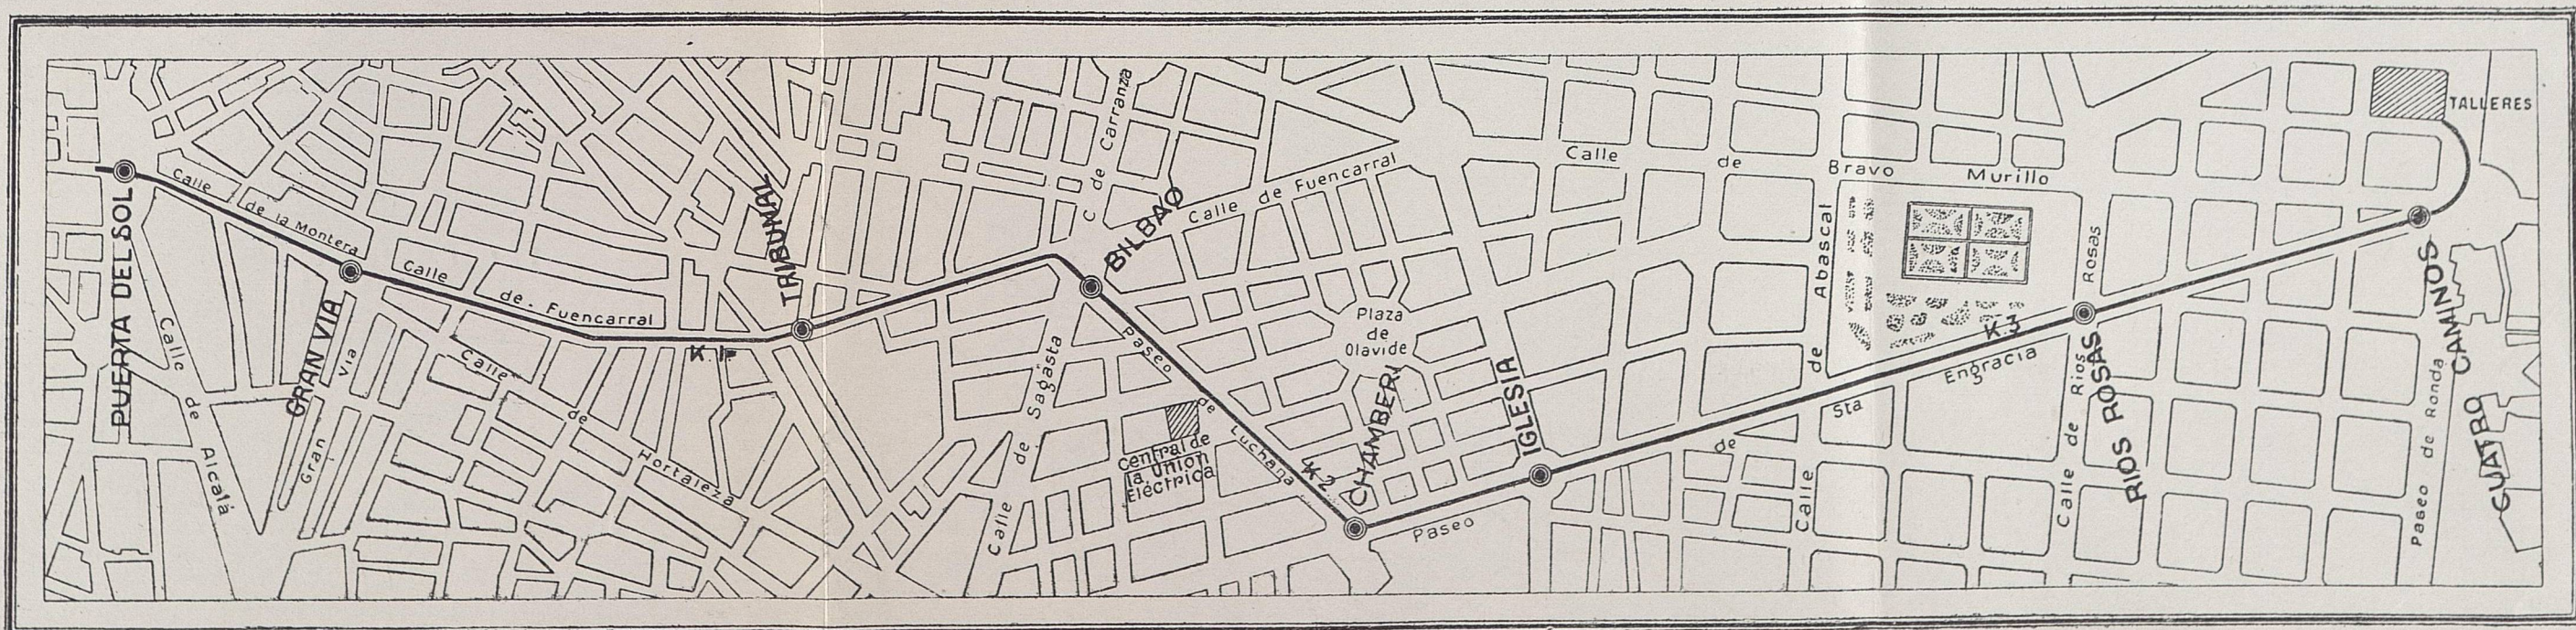 PUERTA DEL SOL
Calle de la Montera
Calle de Alcalá
GRAN VIA
Gran Via
Calle de. Fuencarral
Calle de Hortaleza
K.1.
TRIBUNAL
C de Carranza
BILBAO
Calle de Fuencarral
Calle de Sagasta
Paseo de Luchana
Central de
la Unión
Eléctrica
K.2
Plaza
de
Olavide
CHAMBERI
IGLESIA
Paseo de Sta Engracia
Calle de Bravo Murillo
Calle de Abascal
K.3
Calle de Rios Rosas
RIOS ROSAS
TALLERES
Paseo de Ronda
CUATRO CAMINOS